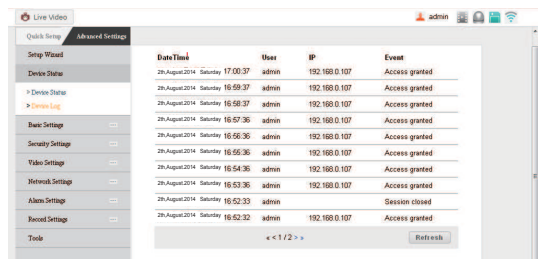 Live Video
admin
Quick Setup Advanced Settings
Setup Wizard
Device Status
> Device Status
> Device Log
Basic Settings
Security Settings
Video Settings
Network Settings
Alarm Settings
Record Settings
Tools
DateTime User IP Event
2th,August.2014 Saturday 17:00:37 admin 192.168.0.107 Access granted
2th,August.2014 Saturday 16:59:37 admin 192.168.0.107 Access granted
2th,August.2014 Saturday 16:58:37 admin 192.168.0.107 Access granted
2th,August.2014 Saturday 16:57:36 admin 192.168.0.107 Access granted
2th,August.2014 Saturday 16:56:36 admin 192.168.0.107 Access granted
2th,August.2014 Saturday 16:55:36 admin 192.168.0.107 Access granted
2th,August.2014 Saturday 16:54:36 admin 192.168.0.107 Access granted
2th,August.2014 Saturday 16:53:36 admin 192.168.0.107 Access granted
2th,August.2014 Saturday 16:52:33 admin Session closed
2th,August.2014 Saturday 16:52:32 admin 192.168.0.107 Access granted
« < 1 / 2 > »
Refresh